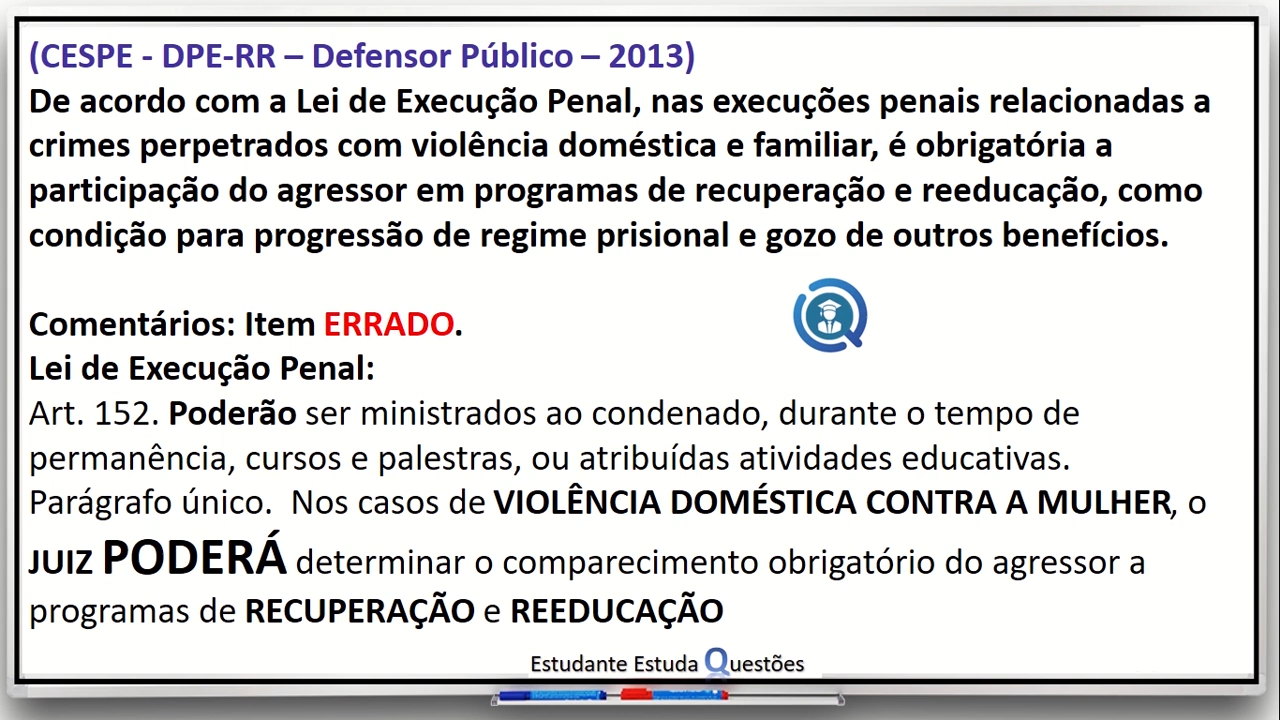 (CESPE - DPE-RR – Defensor Público – 2013)
De acordo com a Lei de Execução Penal, nas execuções penais relacionadas a
crimes perpetrados com violência doméstica e familiar, é obrigatória a
participação do agressor em programas de recuperação e reeducação, como
condição para progressão de regime prisional e gozo de outros benefícios.
Comentários: Item ERRADO.
Lei de Execução Penal:
Art. 152. Poderão ser ministrados ao condenado, durante o tempo de
permanência, cursos e palestras, ou atribuídas atividades educativas.
Parágrafo único.  Nos casos de VIOLÊNCIA DOMÉSTICA CONTRA A MULHER, o
JUIZ PODERÁ determinar o comparecimento obrigatório do agressor a
programas de RECUPERAÇÃO e REEDUCAÇÃO
Estudante Estuda Questões